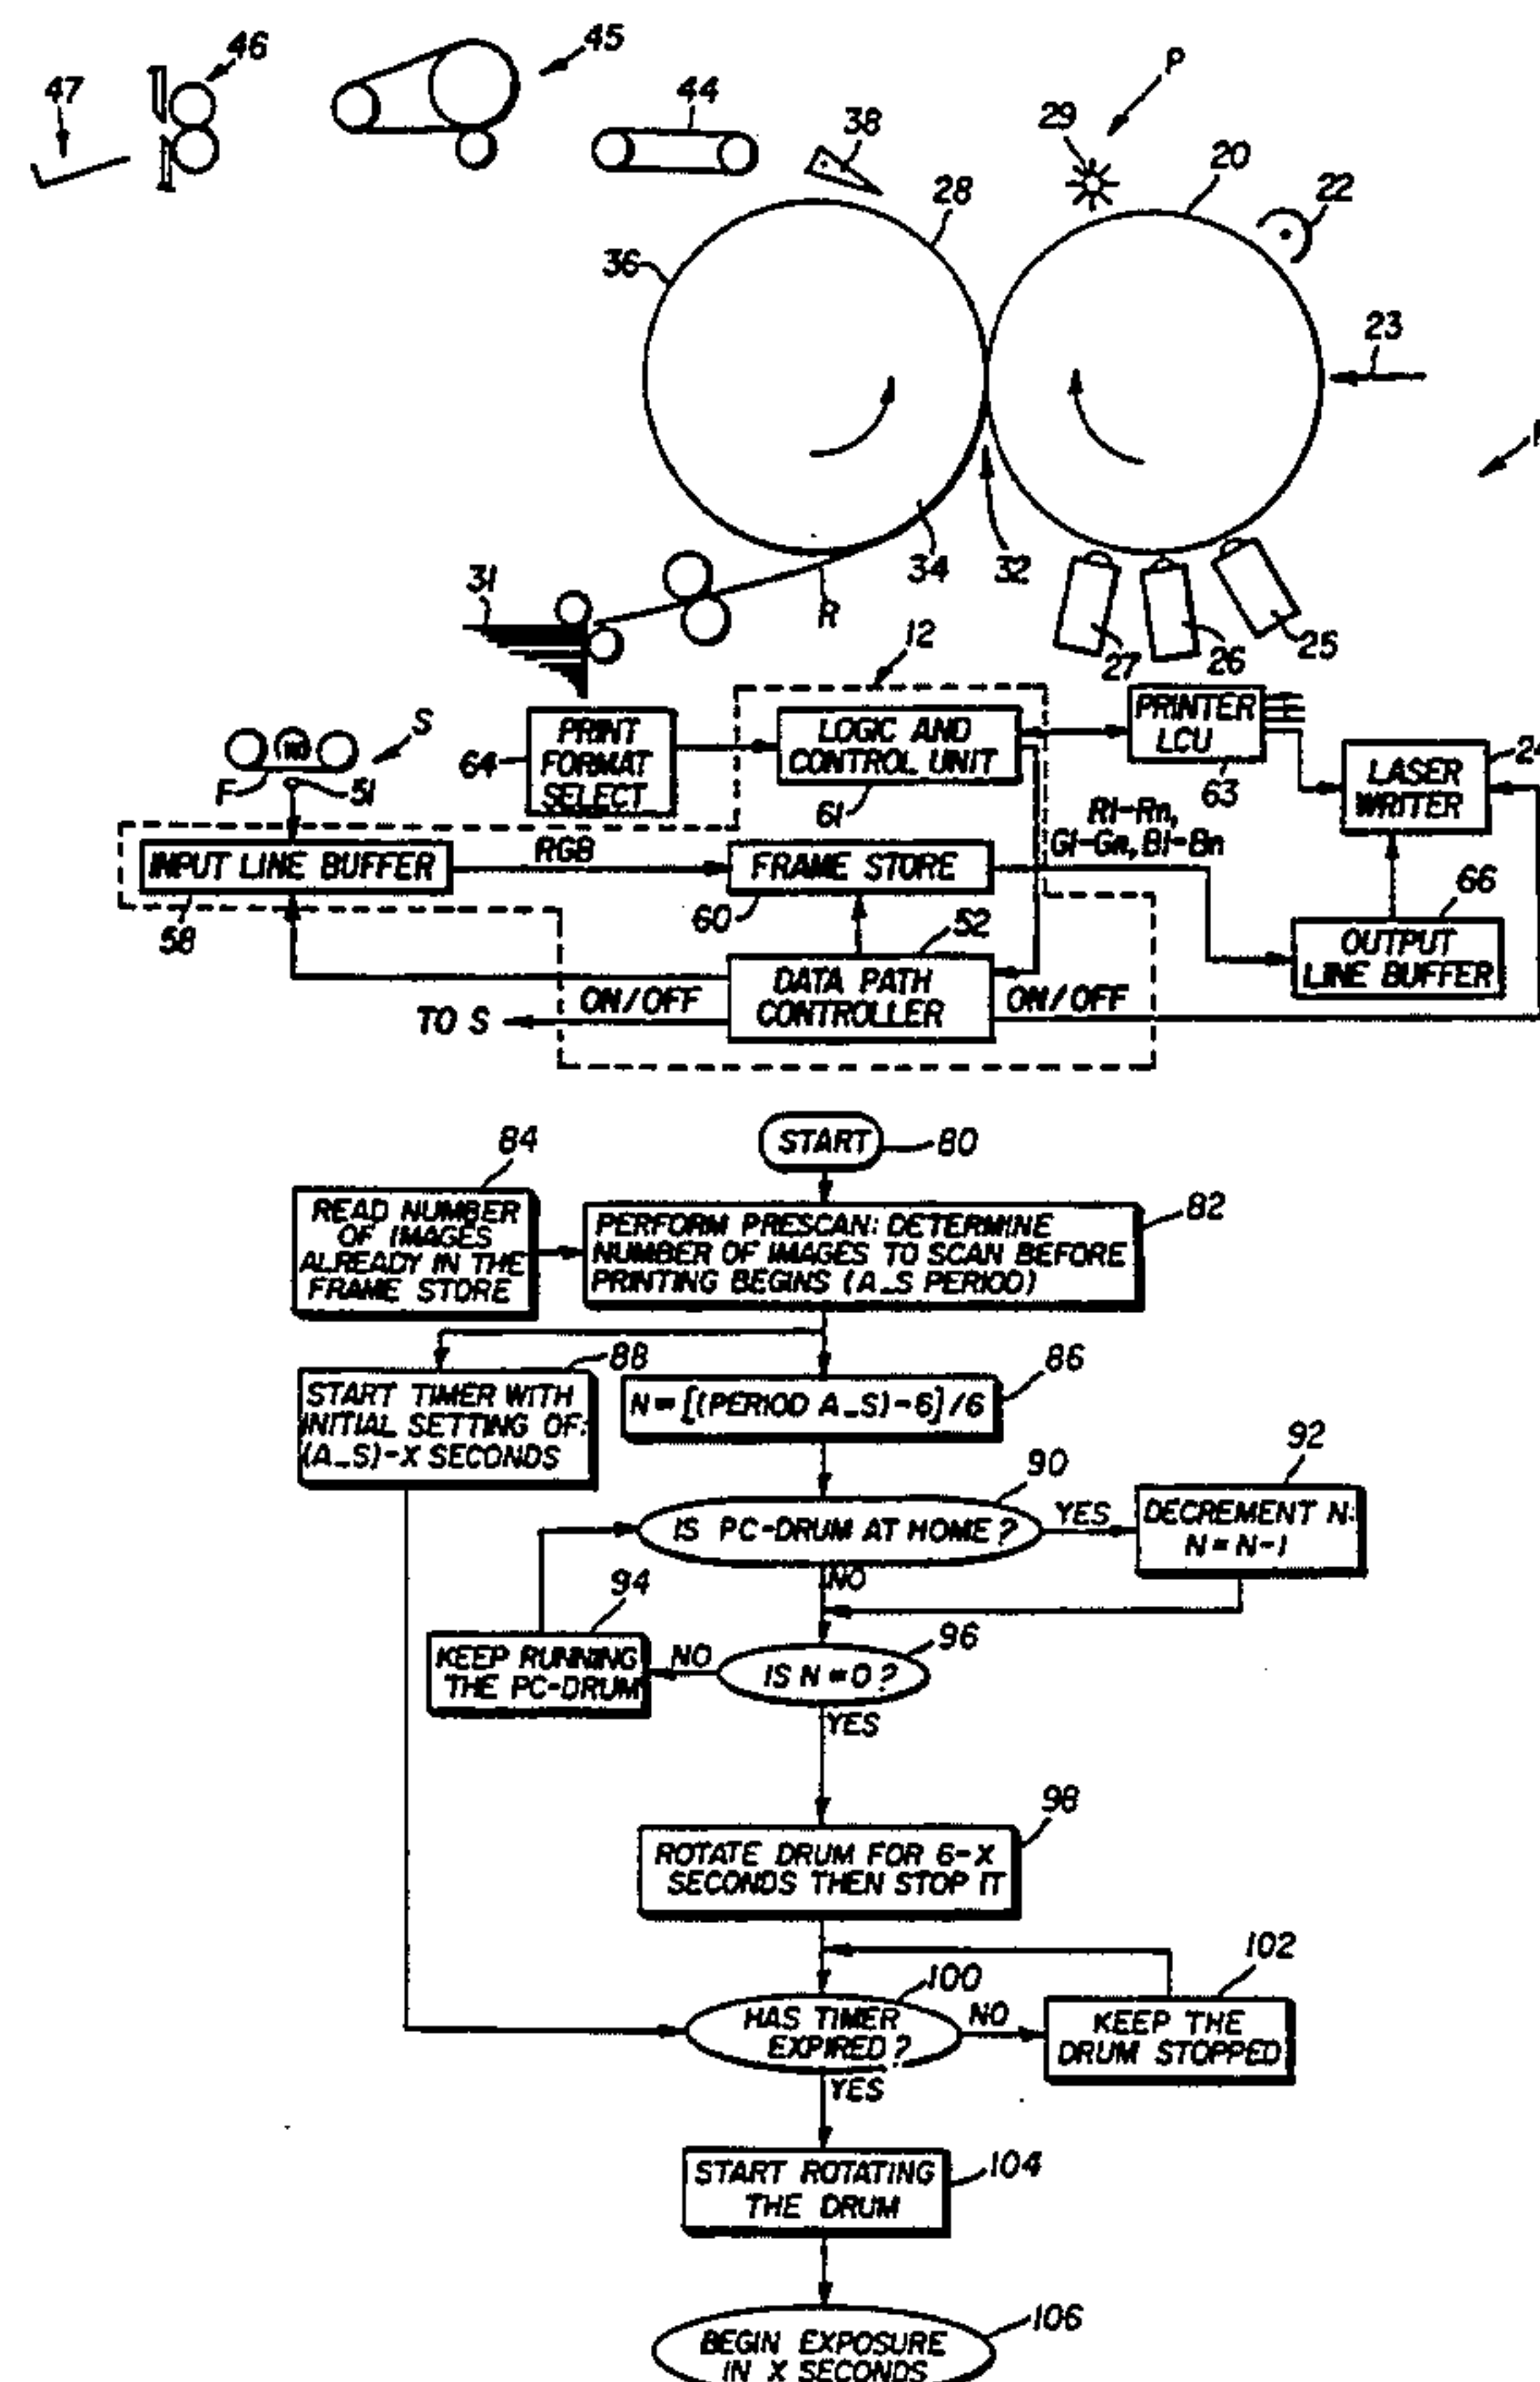 46
45
47
44
38
P
29
20
22
28
36
23
34
32
31
R
12
27
26
25
S
PRINT
FORMAT
SELECT
64
LOGIC AND
CONTROL UNIT
61
PRINTER
LCU
63
LASER
WRITER
F
51
R1-Rn,
G1-Gn, B1-Bn
INPUT LINE BUFFER
RGB
FRAME STORE
58
60
52
66
OUTPUT
LINE BUFFER
DATA PATH
CONTROLLER
ON/OFF
ON/OFF
TO S
START
80
84
READ NUMBER
OF IMAGES
ALREADY IN THE
FRAME STORE
82
PERFORM PRESCAN: DETERMINE
NUMBER OF IMAGES TO SCAN BEFORE
PRINTING BEGINS (A_S PERIOD)
88
START TIMER WITH
INITIAL SETTING OF:
(A_S)-X SECONDS
86
N = [(PERIOD A_S)-6]/6
90
IS PC-DRUM AT HOME?
YES
92
DECREMENT N:
N = N-1
NO
94
KEEP RUNNING
THE PC-DRUM
NO
96
IS N = 0?
YES
98
ROTATE DRUM FOR 6-X
SECONDS THEN STOP IT
100
HAS TIMER
EXPIRED?
NO
102
KEEP THE
DRUM STOPPED
YES
START ROTATING
THE DRUM
104
BEGIN EXPOSURE
IN X SECONDS
106